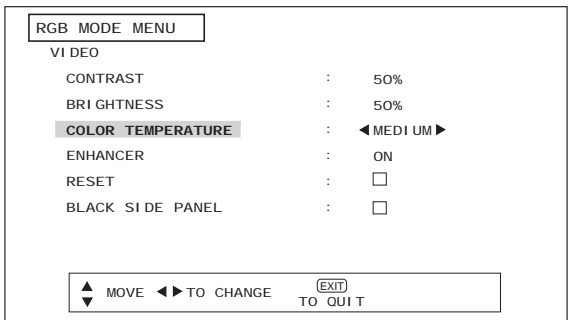 RGB MODE MENU
VIDEO
CONTRAST : 50%
BRIGHTNESS : 50%
COLOR TEMPERATURE : ◀MEDIUM▶
ENHANCER : ON
RESET : □
BLACK SIDE PANEL : □
▲▼ MOVE ◀▶TO CHANGE EXIT
TO QUIT